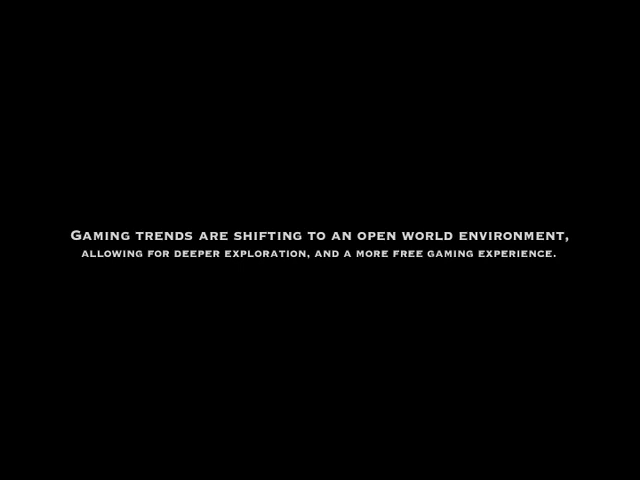 Gaming trends are shifting to an open world environment,
allowing for deeper exploration, and a more free gaming experience.